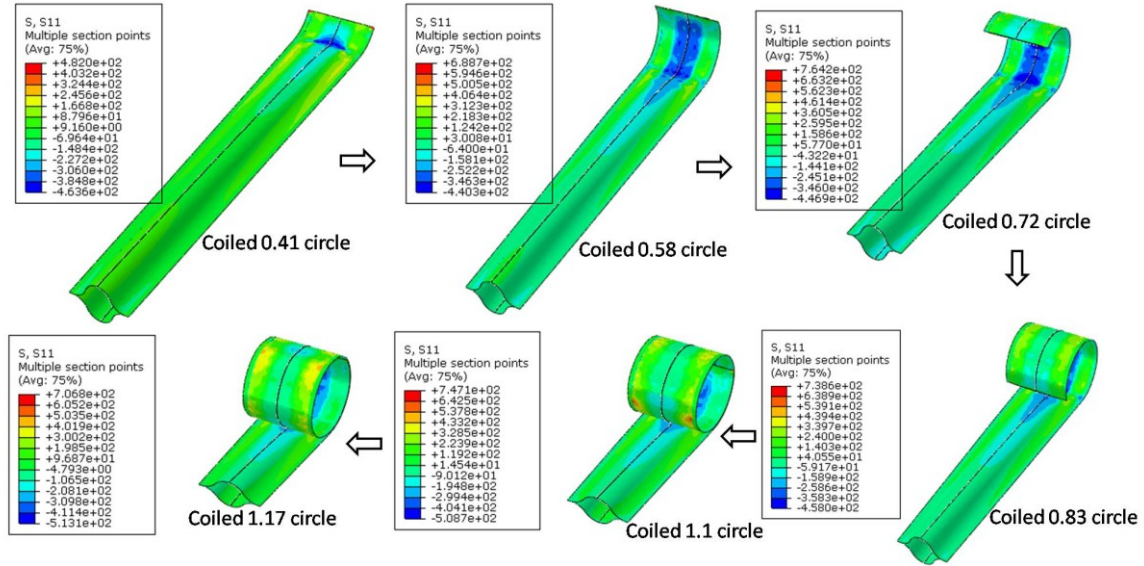 S, S11
Multiple section points
(Avg: 75%)
+4.820e+02
+4.032e+02
+3.244e+02
+2.456e+02
+1.668e+02
+8.796e+01
+9.160e+00
-6.964e+01
-1.484e+02
-2.272e+02
-3.060e+02
-3.848e+02
-4.636e+02
Coiled 0.41 circle
S, S11
Multiple section points
(Avg: 75%)
+6.887e+02
+5.946e+02
+5.005e+02
+4.064e+02
+3.123e+02
+2.183e+02
+1.242e+02
+3.008e+01
-6.400e+01
-1.581e+02
-2.522e+02
-3.463e+02
-4.403e+02
Coiled 0.58 circle
S, S11
Multiple section points
(Avg: 75%)
+7.642e+02
+6.632e+02
+5.623e+02
+4.614e+02
+3.605e+02
+2.595e+02
+1.586e+02
+5.770e+01
-4.322e+01
-1.441e+02
-2.451e+02
-3.460e+02
-4.469e+02
Coiled 0.72 circle
S, S11
Multiple section points
(Avg: 75%)
+7.068e+02
+6.052e+02
+5.035e+02
+4.019e+02
+3.002e+02
+1.985e+02
+9.687e+01
-4.793e+00
-1.065e+02
-2.081e+02
-3.098e+02
-4.114e+02
-5.131e+02
Coiled 1.17 circle
S, S11
Multiple section points
(Avg: 75%)
+7.471e+02
+6.425e+02
+5.378e+02
+4.332e+02
+3.285e+02
+2.239e+02
+1.192e+02
+1.454e+01
-9.012e+01
-1.948e+02
-2.994e+02
-4.041e+02
-5.087e+02
Coiled 1.1 circle
S, S11
Multiple section points
(Avg: 75%)
+7.386e+02
+6.389e+02
+5.391e+02
+4.394e+02
+3.397e+02
+2.400e+02
+1.403e+02
+4.055e+01
-5.917e+01
-1.589e+02
-2.586e+02
-3.583e+02
-4.580e+02
Coiled 0.83 circle